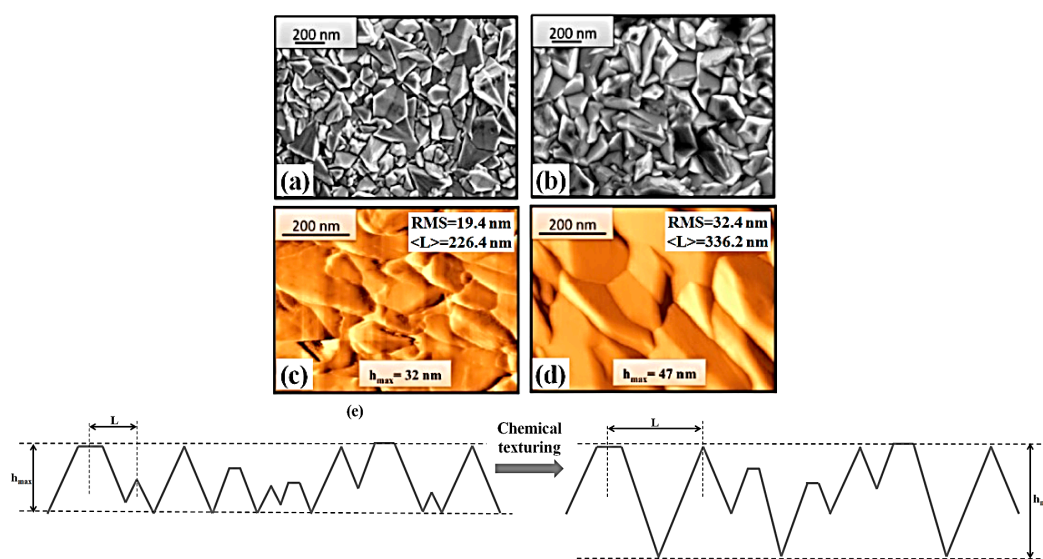 200 nm
(a)
200 nm
(b)
200 nm
RMS=19.4 nm
<L>=226.4 nm
(c)
hmax= 32 nm
200 nm
RMS=32.4 nm
<L>=336.2 nm
(d)
hmax= 47 nm
(e)
L
hmax
Chemical
texturing
L
hm